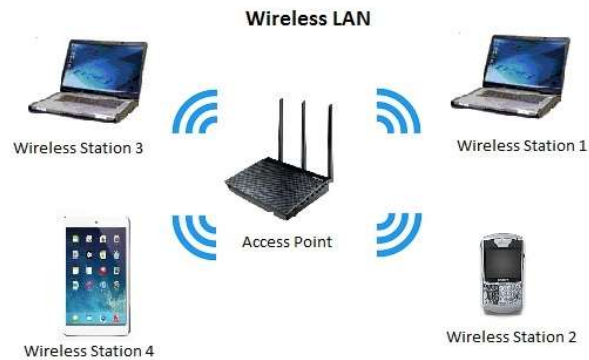 Wireless LAN
Wireless Station 3
Wireless Station 1
Access Point
Wireless Station 4
Wireless Station 2